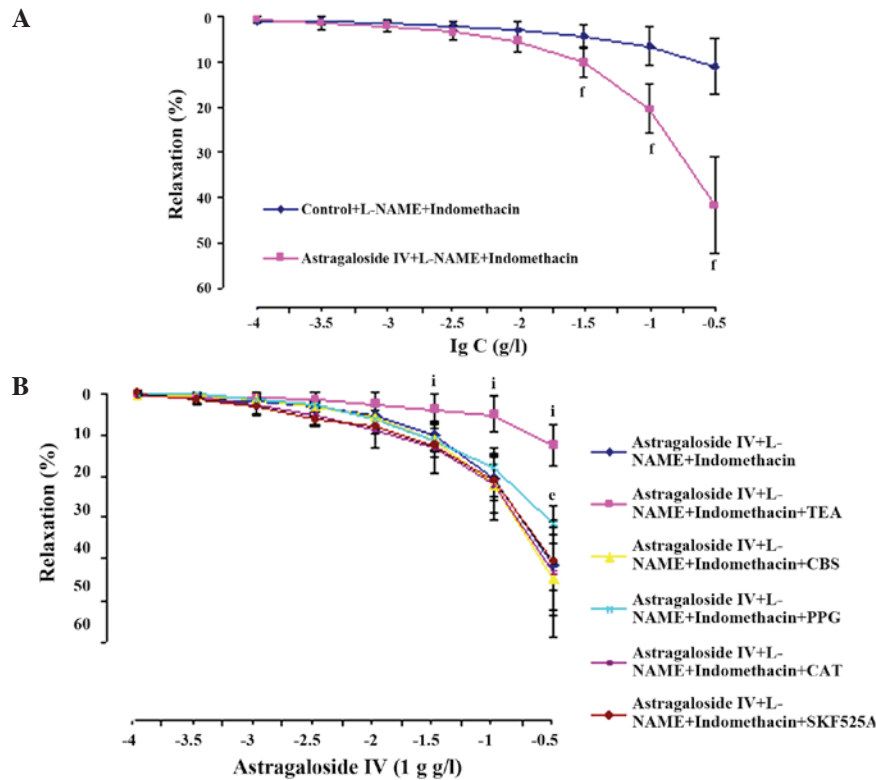 A
Relaxation (%)
0
10
20
30
40
50
60
f
f
f
Control+L-NAME+Indomethacin
Astragaloside IV+L-NAME+Indomethacin
-4 -3.5 -3 -2.5 -2 -1.5 -1 -0.5
Ig C (g/l)
B
Relaxation (%)
0
10
20
30
40
50
60
i
i
i
e
Astragaloside IV+L-
NAME+Indomethacin
Astragaloside IV+L-
NAME+Indomethacin+TEA
Astragaloside IV+L-
NAME+Indomethacin+CBS
Astragaloside IV+L-
NAME+Indomethacin+PPG
Astragaloside IV+L-
NAME+Indomethacin+CAT
Astragaloside IV+L-
NAME+Indomethacin+SKF525A
-4 -3.5 -3 -2.5 -2 -1.5 -1 -0.5
Astragaloside IV (1 g g/l)